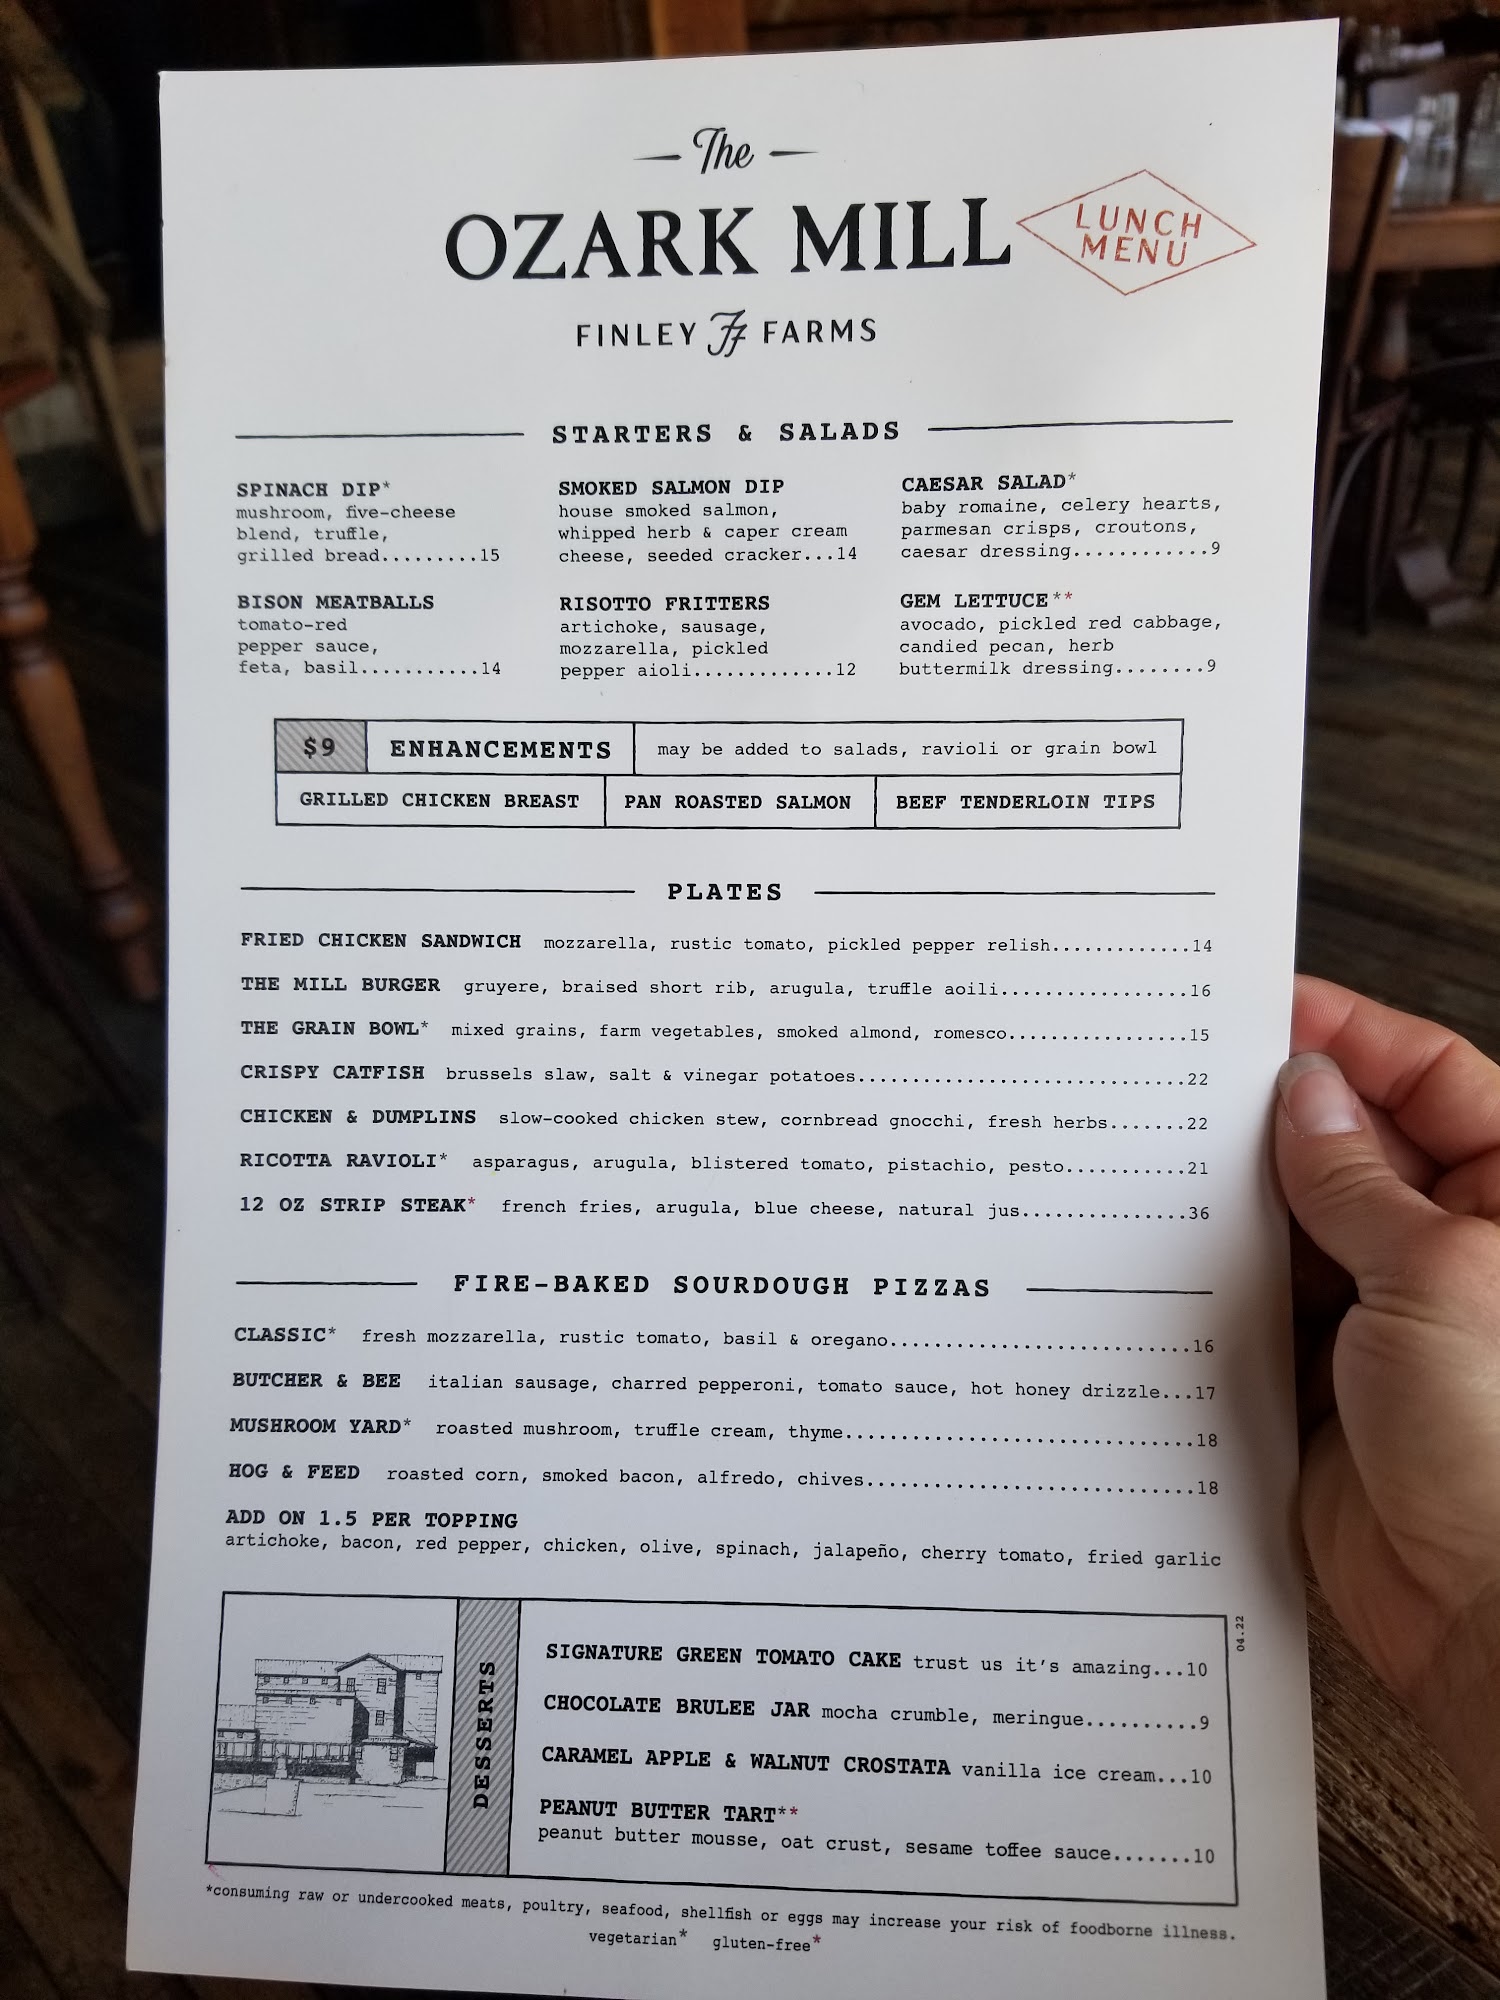 The
OZARK MILL
LUNCH
MENU
FINLEY FF FARMS
STARTERS & SALADS
SPINACH DIP*
mushroom, five-cheese
blend, truffle,
grilled bread.........15
SMOKED SALMON DIP
house smoked salmon,
whipped herb & caper cream
cheese, seeded cracker...14
CAESAR SALAD*
baby romaine, celery hearts,
parmesan crisps, croutons,
caesar dressing............9
BISON MEATBALLS
tomato-red
pepper sauce,
feta, basil...........14
RISOTTO FRITTERS
artichoke, sausage,
mozzarella, pickled
pepper aioli.............12
GEM LETTUCE**
avocado, pickled red cabbage,
candied pecan, herb
buttermilk dressing........9
$9 ENHANCEMENTS may be added to salads, ravioli or grain bowl
GRILLED CHICKEN BREAST PAN ROASTED SALMON BEEF TENDERLOIN TIPS
PLATES
FRIED CHICKEN SANDWICH mozzarella, rustic tomato, pickled pepper relish.............14
THE MILL BURGER gruyere, braised short rib, arugula, truffle aoili..................16
THE GRAIN BOWL* mixed grains, farm vegetables, smoked almond, romesco.................15
CRISPY CATFISH brussels slaw, salt & vinegar potatoes..............................22
CHICKEN & DUMPLINS slow-cooked chicken stew, cornbread gnocchi, fresh herbs.......22
RICOTTA RAVIOLI* asparagus, arugula, blistered tomato, pistachio, pesto...........21
12 OZ STRIP STEAK* french fries, arugula, blue cheese, natural jus...............36
FIRE-BAKED SOURDOUGH PIZZAS
CLASSIC* fresh mozzarella, rustic tomato, basil & oregano...........................16
BUTCHER & BEE italian sausage, charred pepperoni, tomato sauce, hot honey drizzle...17
MUSHROOM YARD* roasted mushroom, truffle cream, thyme................................18
HOG & FEED roasted corn, smoked bacon, alfredo, chives..............................18
ADD ON 1.5 PER TOPPING
artichoke, bacon, red pepper, chicken, olive, spinach, jalapeño, cherry tomato, fried garlic
DESSERTS
SIGNATURE GREEN TOMATO CAKE trust us it's amazing...10
CHOCOLATE BRULEE JAR mocha crumble, meringue..........9
CARAMEL APPLE & WALNUT CROSTATA vanilla ice cream...10
PEANUT BUTTER TART**
peanut butter mousse, oat crust, sesame toffee sauce.......10
04.22
*consuming raw or undercooked meats, poultry, seafood, shellfish or eggs may increase your risk of foodborne illness.
vegetarian* gluten-free*